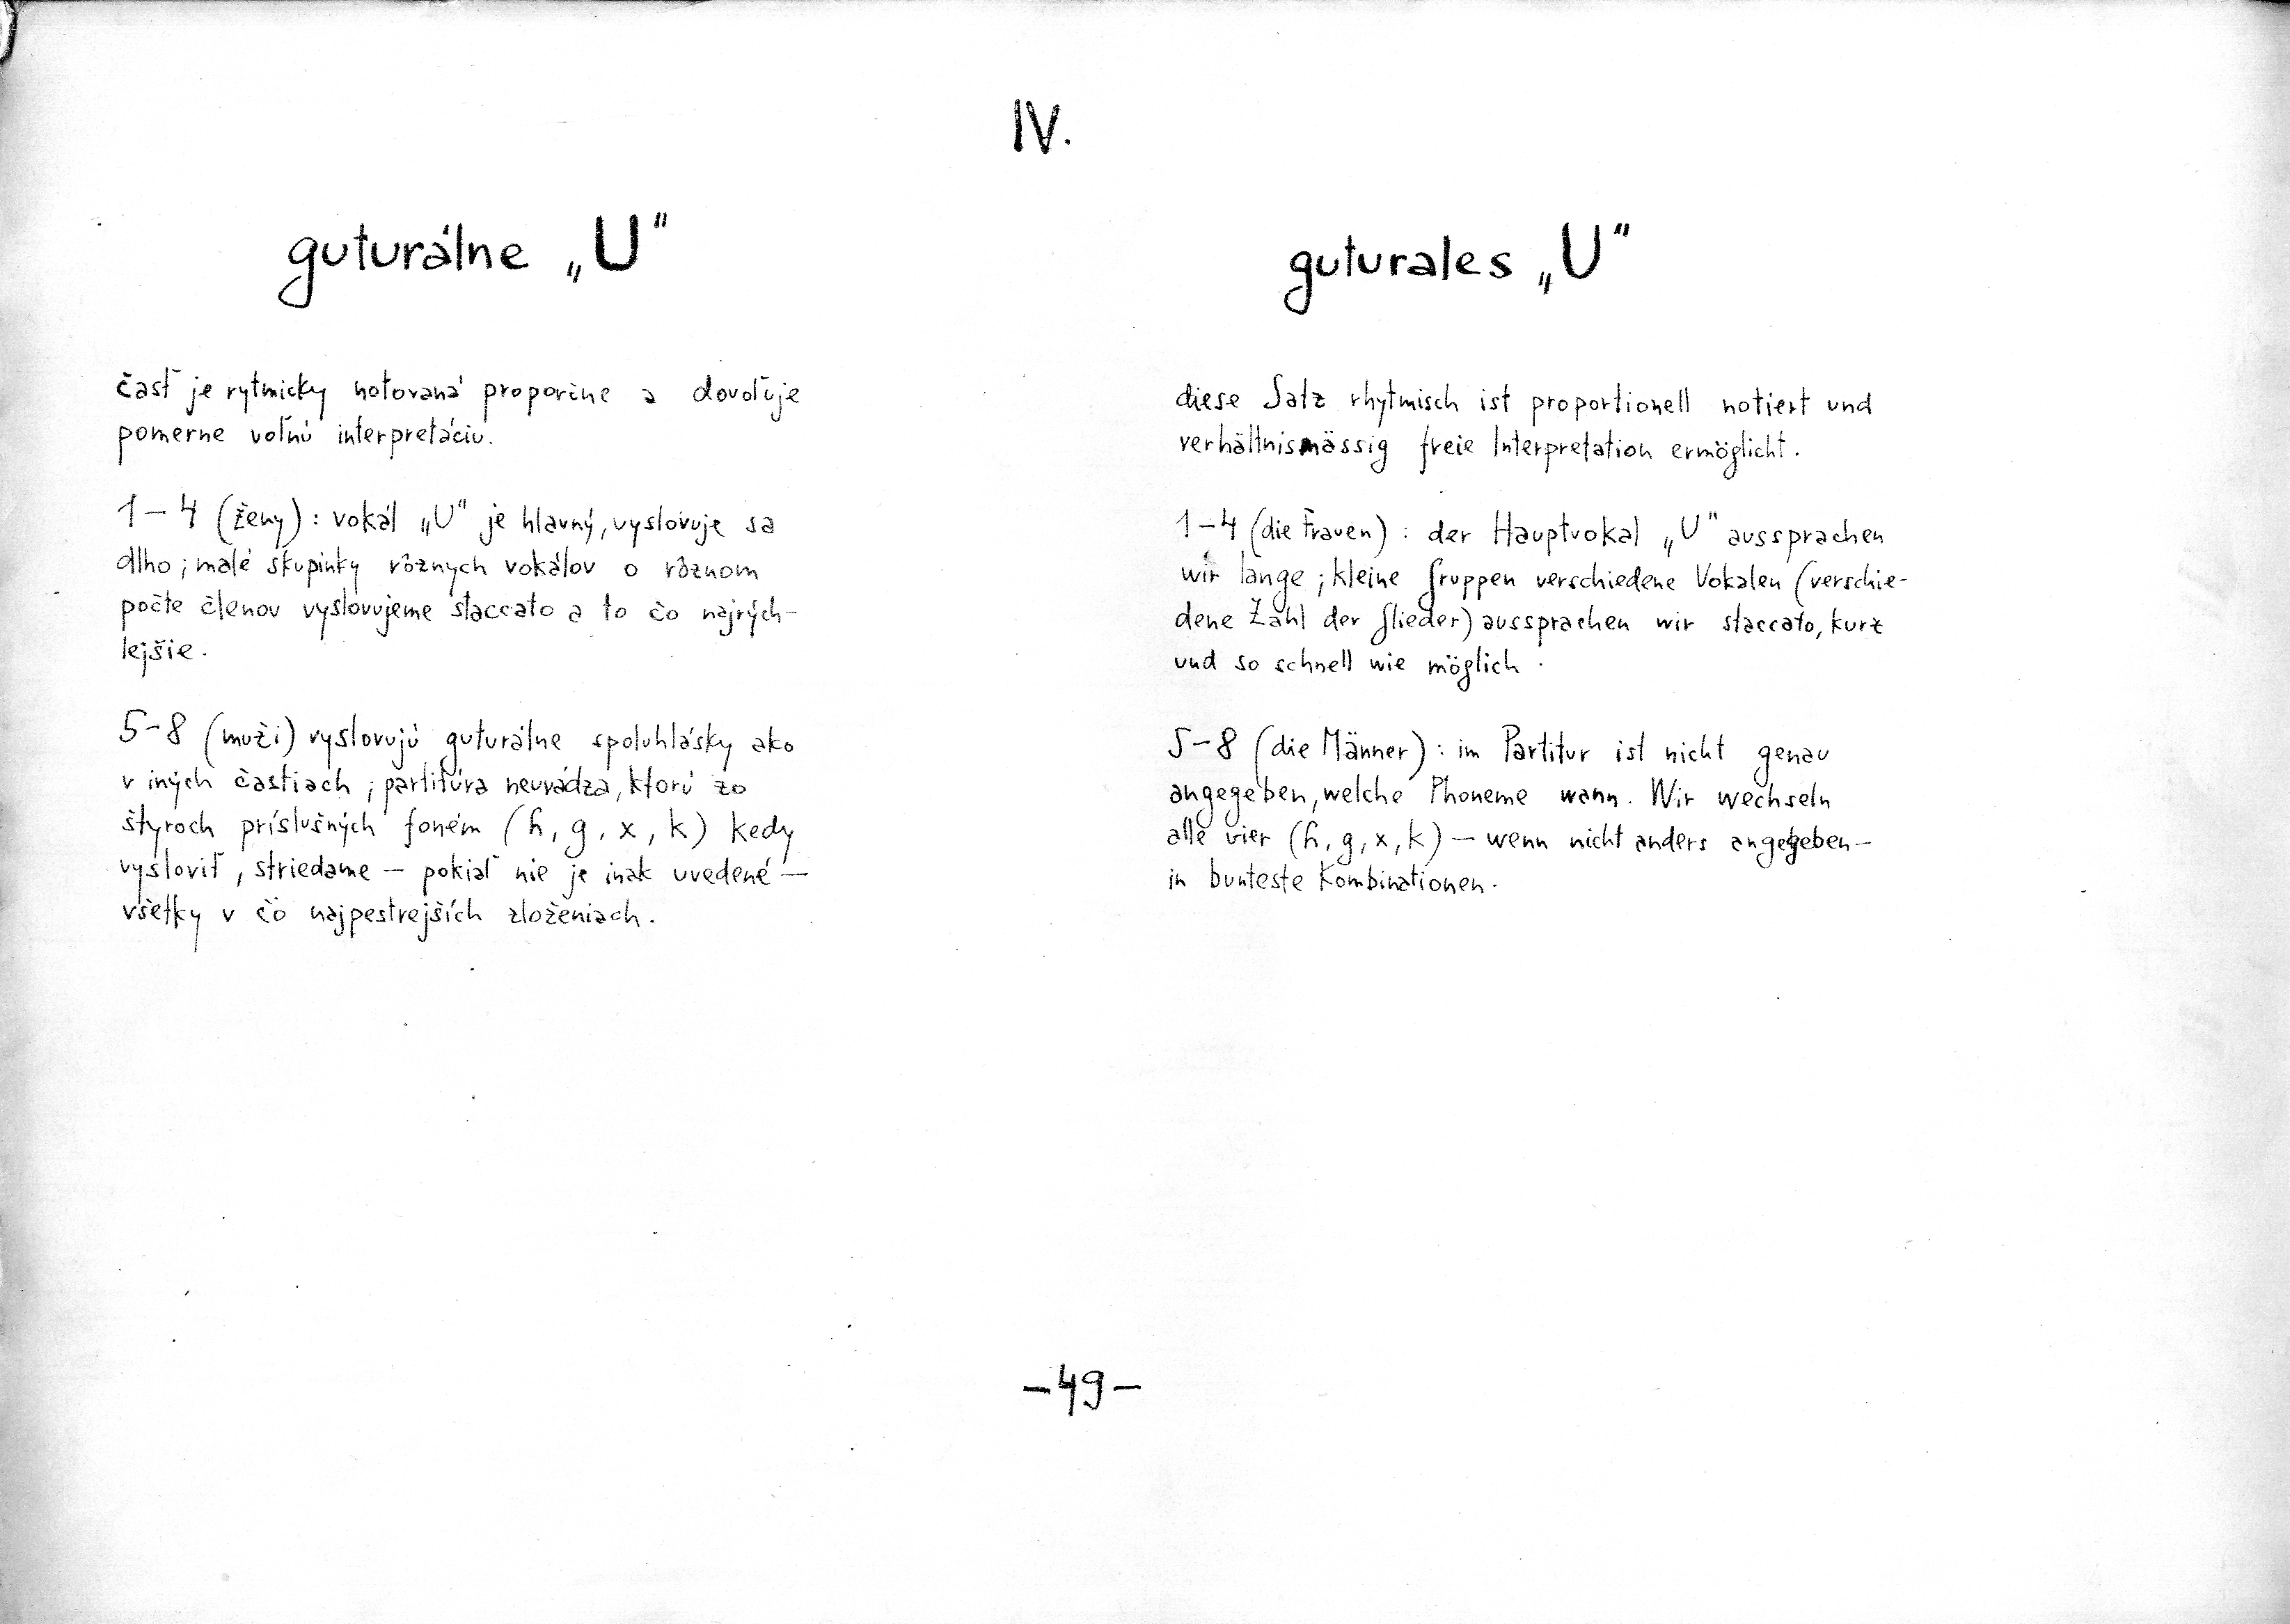 IV.
guturálne „U"
časť je rytmicky notovaná proporčne a dovoľuje
pomerne voľnú interpretáciu.
1 – 4 (ženy) : vokál „U" je hlavný, vyslovuje sa
dlho ; malé skupinky rôznych vokálov o rôznom
počte členov vyslovujeme staccato a to čo najrých-
lejšie.
5 – 8 (muži) vyslovujú guturálne spoluhlásky ako
v iných častiach ; partitúra neuvádza, ktorú zo
štyroch príslušných foném (h, g, x, k) kedy
vysloviť, striedame – pokiaľ nie je inak uvedené –
všetky v čo najpestrejších zloženiach.
guturales „U"
diese Satz rhytmisch ist proportionell notiert und
verhältnismässig freie Interpretation ermöglicht.
1 – 4 (die Frauen) : der Hauptvokal „U" aussprachen
wir lange ; kleine Gruppen verschiedene Vokalen (verschie-
dene Zahl der Glieder) aussprachen wir staccato, kurz
und so schnell wie möglich.
5 – 8 (die Männer) : im Partitur ist nicht genau
angegeben, welche Phoneme wann. Wir wechseln
alle vier (h, g, x, k) – wenn nicht anders angegeben –
in bunteste Kombinationen.
– 49 –